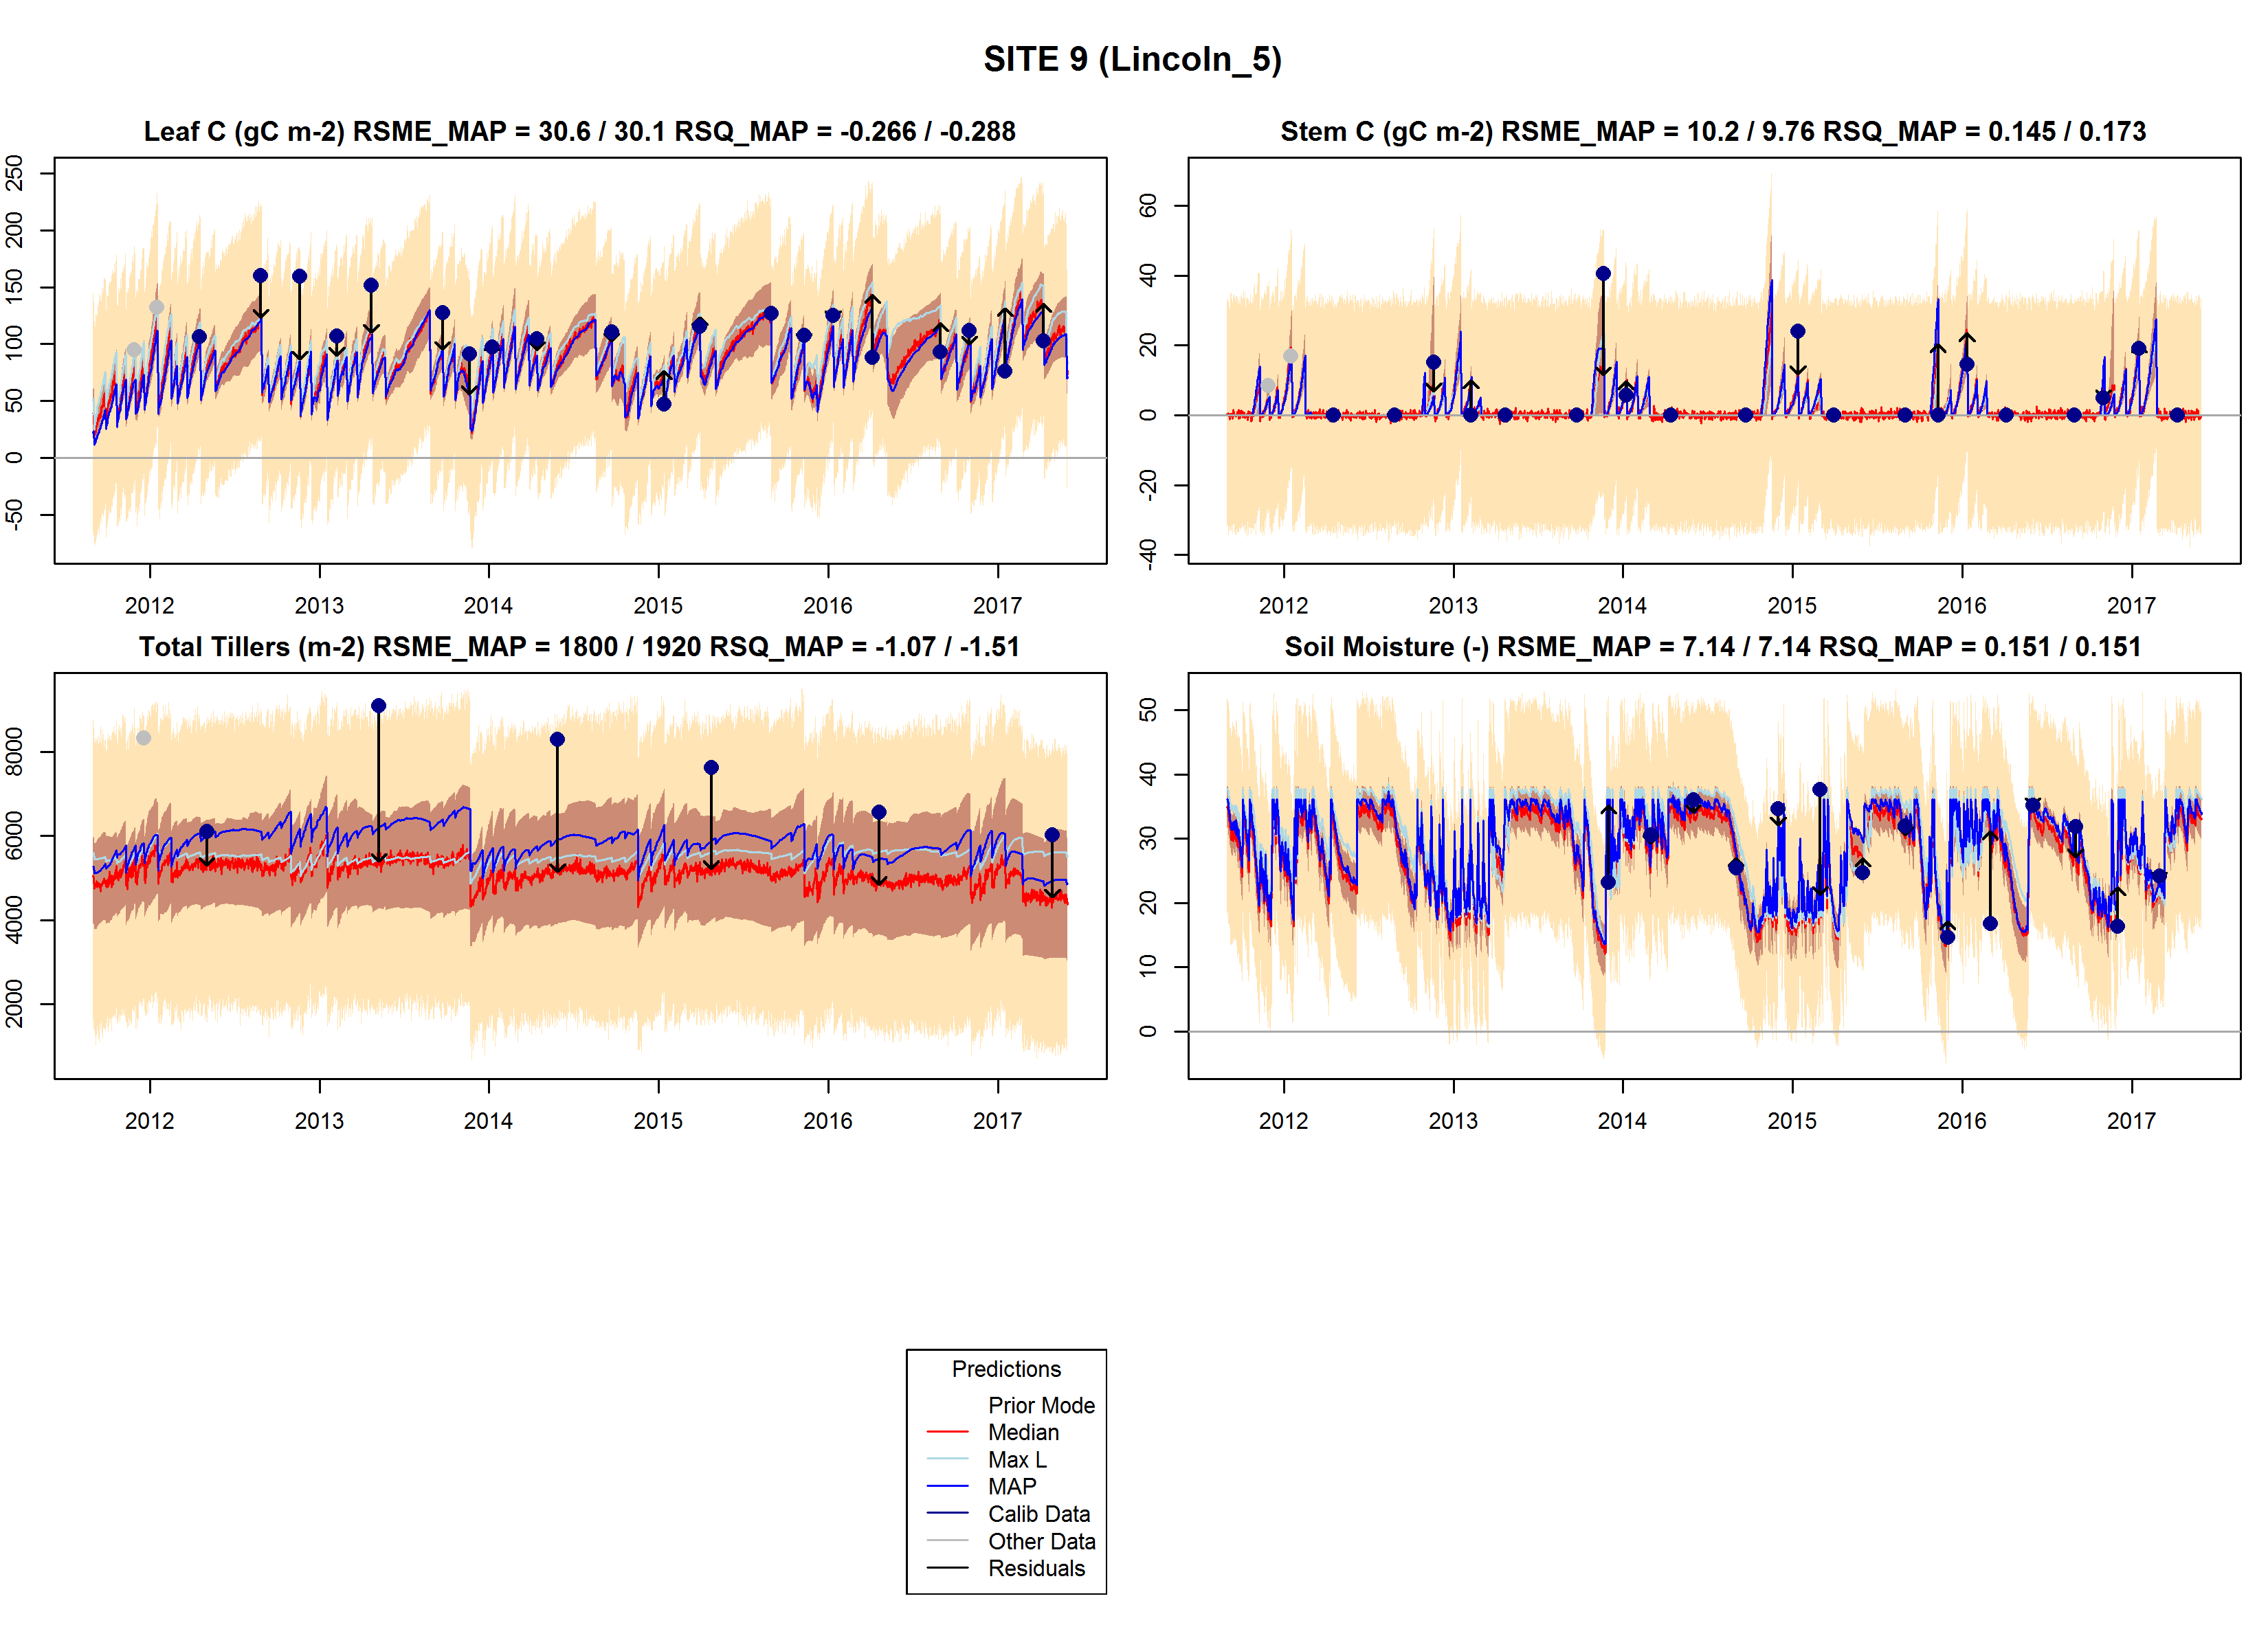 SITE 9 (Lincoln_5)
Leaf C (gC m-2) RSME_MAP = 30.6 / 30.1 RSQ_MAP = -0.266 / -0.288
250
200
150
100
50
0
-50
2012 2013 2014 2015 2016 2017
Stem C (gC m-2) RSME_MAP = 10.2 / 9.76 RSQ_MAP = 0.145 / 0.173
60
40
20
0
-20
-40
2012 2013 2014 2015 2016 2017
Total Tillers (m-2) RSME_MAP = 1800 / 1920 RSQ_MAP = -1.07 / -1.51
8000
6000
4000
2000
2012 2013 2014 2015 2016 2017
Soil Moisture (-) RSME_MAP = 7.14 / 7.14 RSQ_MAP = 0.151 / 0.151
50
40
30
20
10
0
2012 2013 2014 2015 2016 2017
Predictions
Prior Mode
Median
Max L
MAP
Calib Data
Other Data
Residuals